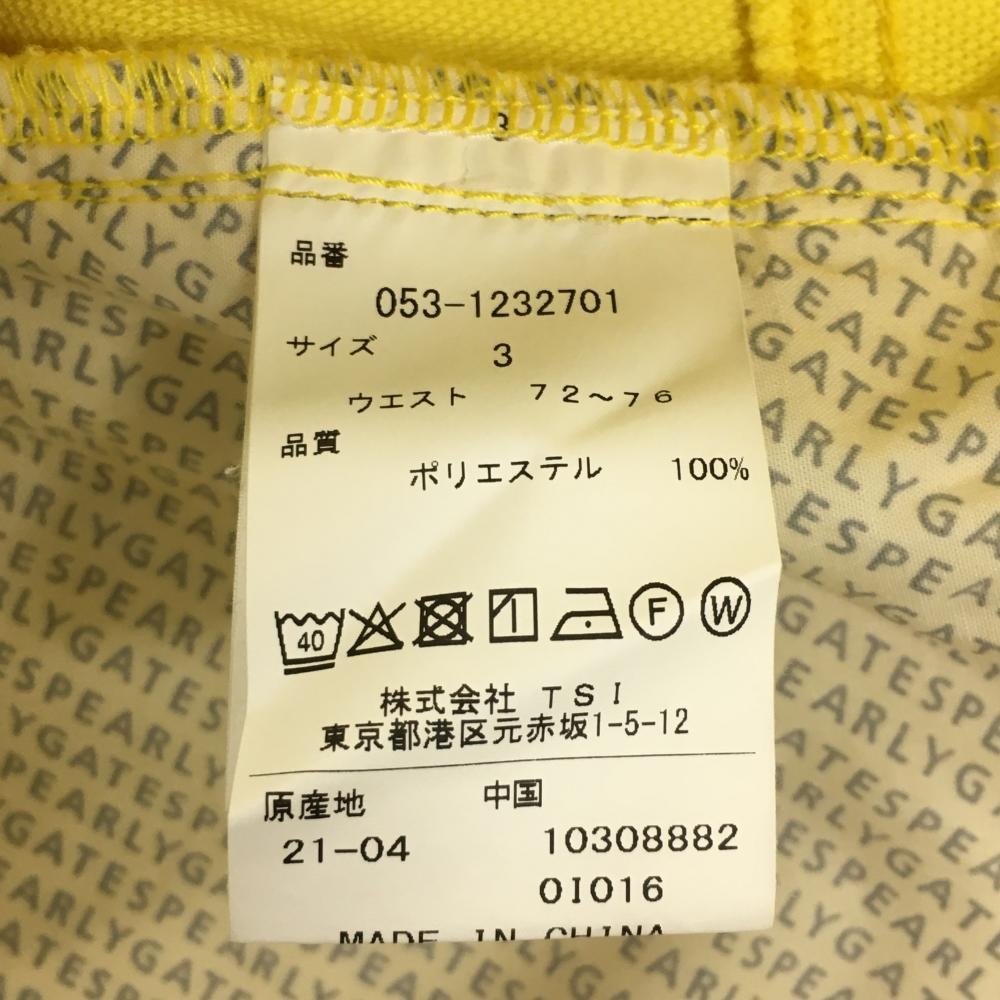 3
品番
053-1232701
サイズ 3
ウエスト 72～76
品質
ポリエステル 100%
40 F W
株式会社 TSI
東京都港区元赤坂1-5-12
原産地 中国
21-04 10308882
01016
MADE IN CHINA
PEARLYGATES